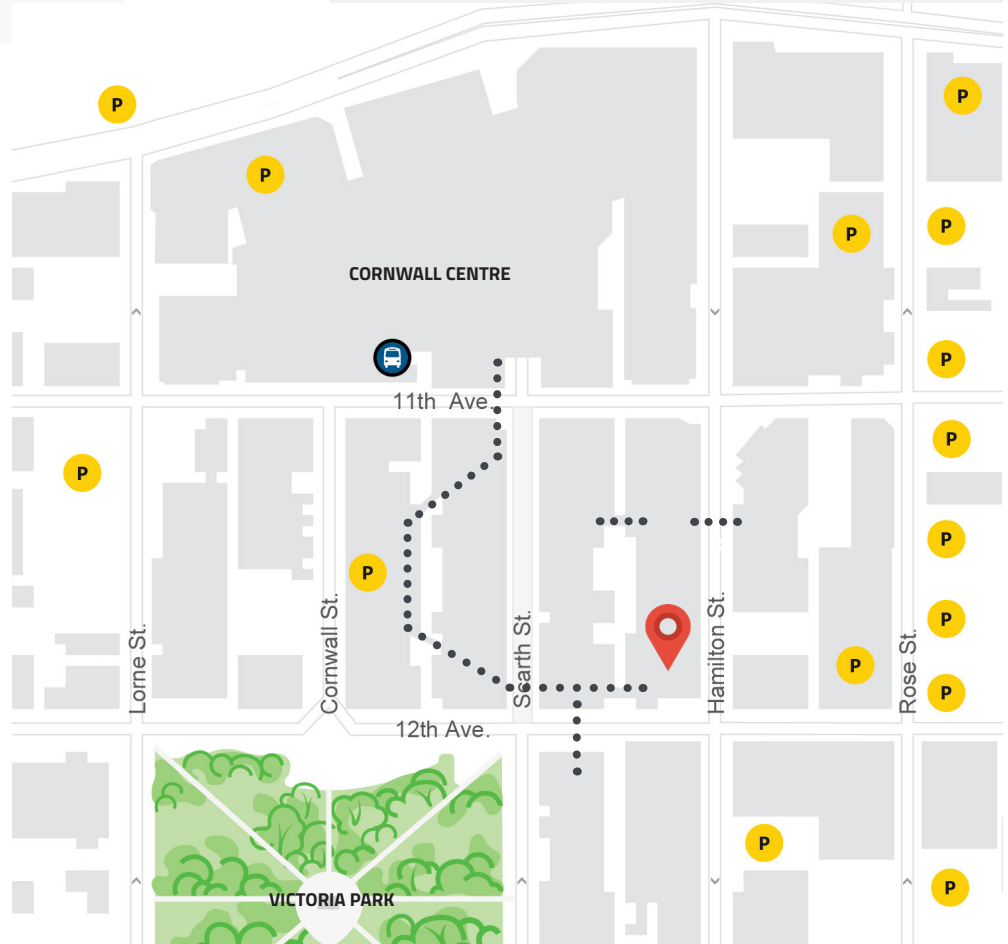 P
P
P
P
P
CORNWALL CENTRE
P
11th Ave.
P
P
P
P
Lorne St.
Cornwall St.
Scarth St.
Hamilton St.
Rose St.
P
P
P
12th Ave.
P
VICTORIA PARK
P